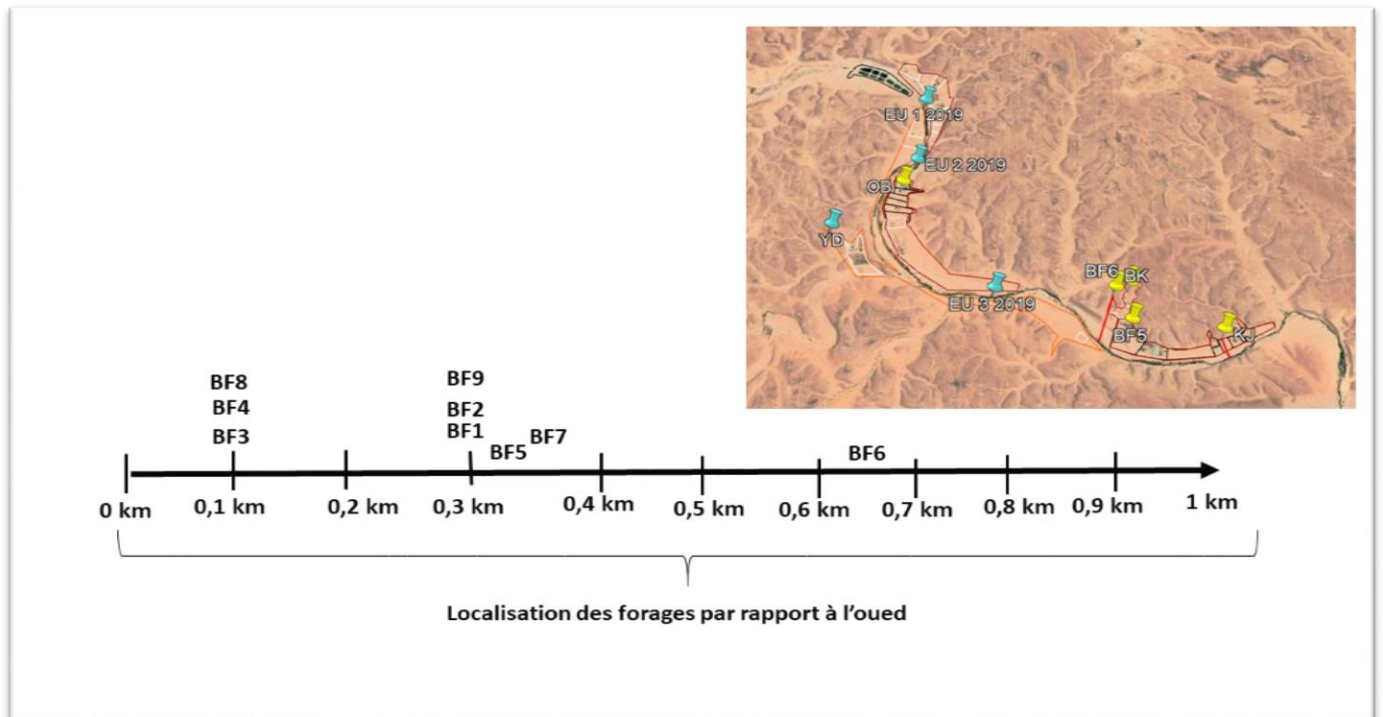 EU 1 2019
EU 2 2019
OB
YD
BF6 BK
EU 3 2019
BF5
KJ
BF8
BF4
BF3
BF9
BF2
BF1
BF5
BF7
BF6
0 km
0,1 km
0,2 km
0,3 km
0,4 km
0,5 km
0,6 km
0,7 km
0,8 km
0,9 km
1 km
Localisation des forages par rapport à l’oued